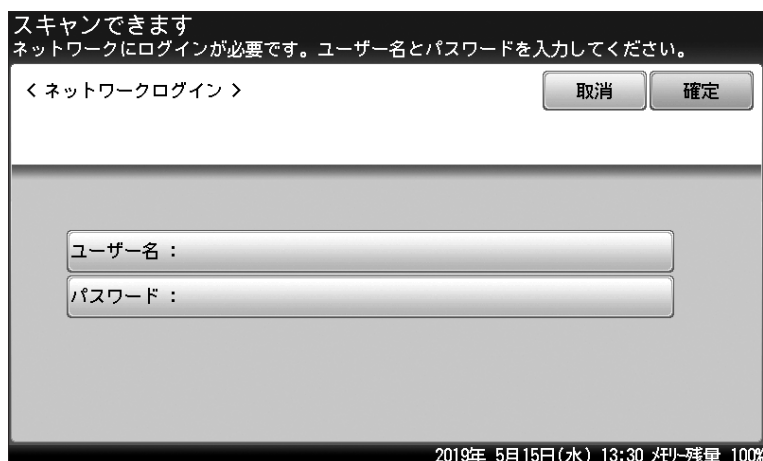 スキャンできます
ネットワークにログインが必要です。ユーザー名とパスワードを入力してください。
< ネットワークログイン >
取消
確定
ユーザー名 :
パスワード :
2019年 5月15日(水) 13:30 ﾒﾓﾘｰ残量 100%